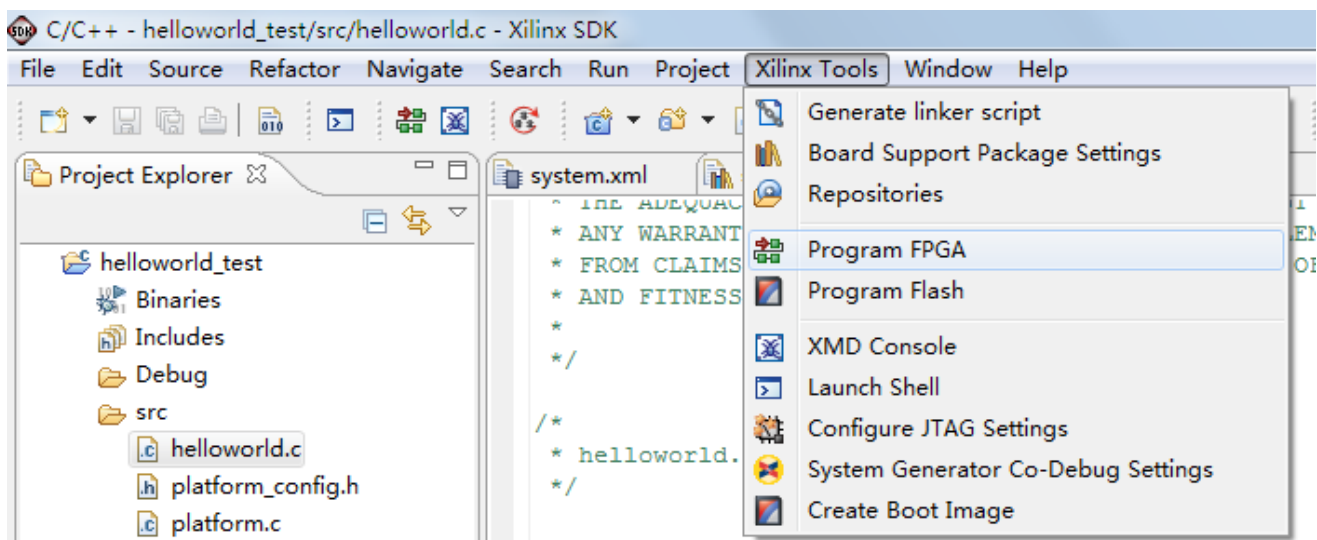 C/C++ - helloworld_test/src/helloworld.c - Xilinx SDK
File Edit Source Refactor Navigate Search Run Project Xilinx Tools Window Help
Project Explorer
system.xml
helloworld_test
Binaries
Includes
Debug
src
helloworld.c
platform_config.h
platform.c
* THE ADEQUAC
* ANY WARRANT
* FROM CLAIMS
* AND FITNESS
*
*/
/*
* helloworld.
*/
Generate linker script
Board Support Package Settings
Repositories
Program FPGA
Program Flash
XMD Console
Launch Shell
Configure JTAG Settings
System Generator Co-Debug Settings
Create Boot Image